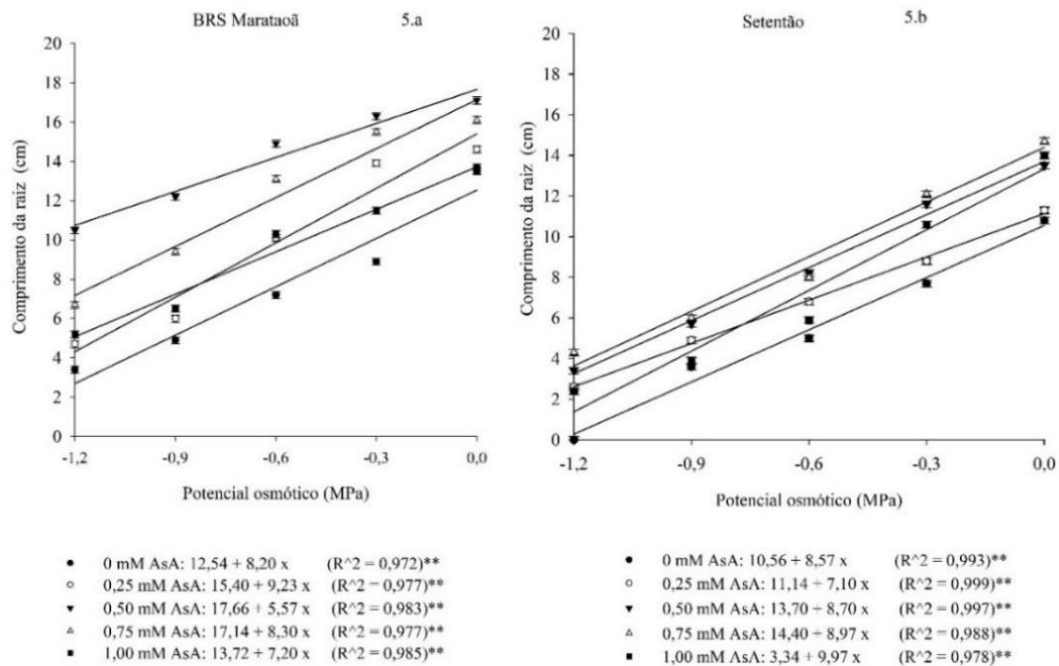 BRS Marataoã 5.a
20
18
16
14
12
10
8
6
4
2
0
Comprimento da raiz (cm)
-1,2 -0,9 -0,6 -0,3 0,0
Potencial osmótico (MPa)
0 mM AsA: 12,54 + 8,20 x (R^2 = 0,972)**
0,25 mM AsA: 15,40 + 9,23 x (R^2 = 0,977)**
0,50 mM AsA: 17,66 + 5,57 x (R^2 = 0,983)**
0,75 mM AsA: 17,14 + 8,30 x (R^2 = 0,977)**
1,00 mM AsA: 13,72 + 7,20 x (R^2 = 0,985)**
Setentão 5.b
20
18
16
14
12
10
8
6
4
2
0
Comprimento da raiz (cm)
-1,2 -0,9 -0,6 -0,3 0,0
Potencial osmótico (MPa)
0 mM AsA: 10,56 + 8,57 x (R^2 = 0,993)**
0,25 mM AsA: 11,14 + 7,10 x (R^2 = 0,999)**
0,50 mM AsA: 13,70 + 8,70 x (R^2 = 0,997)**
0,75 mM AsA: 14,40 + 8,97 x (R^2 = 0,988)**
1,00 mM AsA: 3,34 + 9,97 x (R^2 = 0,978)**